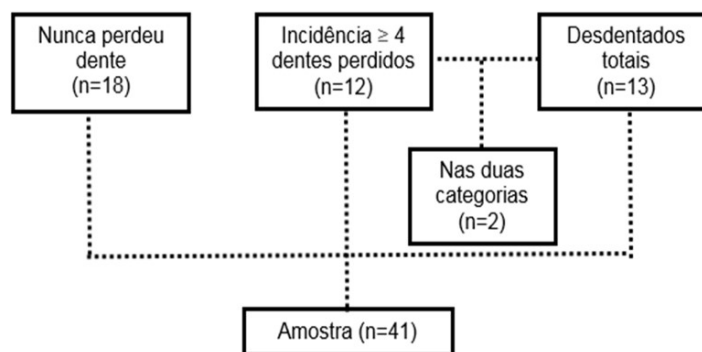 Nunca perdeu
dente
(n=18)
Incidência ≥ 4
dentes perdidos
(n=12)
Desdentados
totais
(n=13)
Nas duas
categorias
(n=2)
Amostra (n=41)